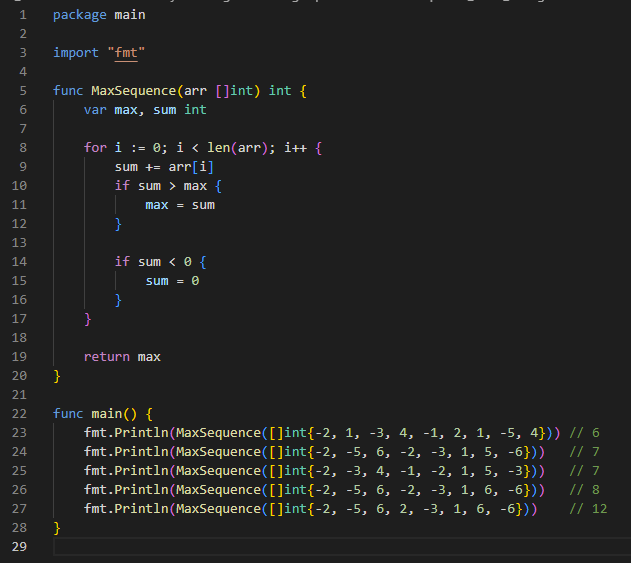 1 package main
2
3 import "fmt"
4
5 func MaxSequence(arr []int) int {
6 var max, sum int
7
8 for i := 0; i < len(arr); i++ {
9 sum += arr[i]
10 if sum > max {
11 max = sum
12 }
13
14 if sum < 0 {
15 sum = 0
16 }
17 }
18
19 return max
20 }
21
22 func main() {
23 fmt.Println(MaxSequence([]int{-2, 1, -3, 4, -1, 2, 1, -5, 4})) // 6
24 fmt.Println(MaxSequence([]int{-2, -5, 6, -2, -3, 1, 5, -6})) // 7
25 fmt.Println(MaxSequence([]int{-2, -3, 4, -1, -2, 1, 5, -3})) // 7
26 fmt.Println(MaxSequence([]int{-2, -5, 6, -2, -3, 1, 6, -6})) // 8
27 fmt.Println(MaxSequence([]int{-2, -5, 6, 2, -3, 1, 6, -6})) // 12
28 }
29